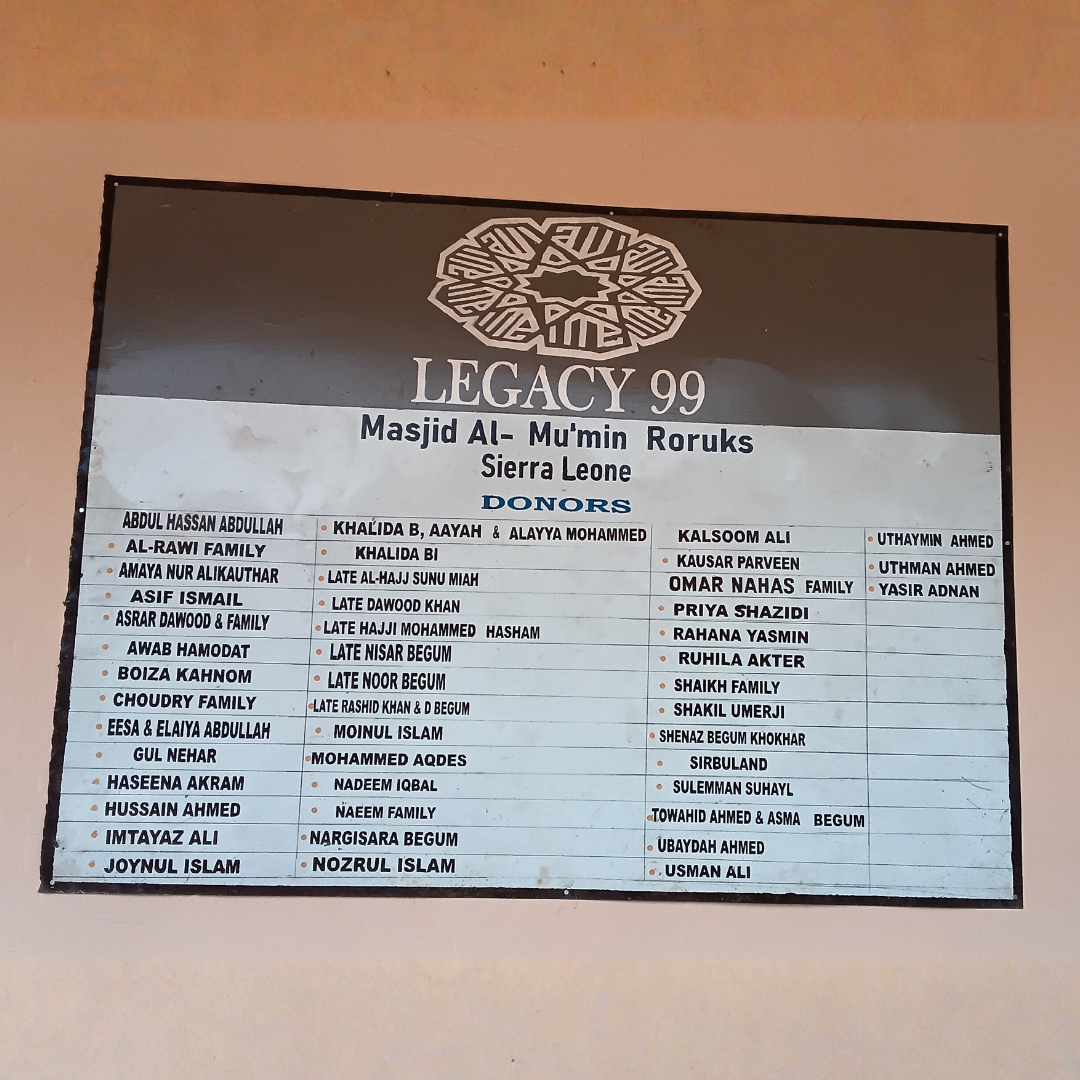 LEGACY 99
Masjid Al- Mu'min Roruks
Sierra Leone
DONORS
ABDUL HASSAN ABDULLAH
AL-RAWI FAMILY
AMAYA NUR ALIKAUTHAR
ASIF ISMAIL
ASRAR DAWOOD & FAMILY
AWAB HAMODAT
BOIZA KAHNOM
CHOUDRY FAMILY
EESA & ELAIYA ABDULLAH
GUL NEHAR
HASEENA AKRAM
HUSSAIN AHMED
IMTAYAZ ALI
JOYNUL ISLAM
KHALIDA B, AAYAH & ALAYYA MOHAMMED
KHALIDA BI
LATE AL-HAJJ SUNU MIAH
LATE DAWOOD KHAN
LATE HAJJI MOHAMMED HASHAM
LATE NISAR BEGUM
LATE NOOR BEGUM
LATE RASHID KHAN & D BEGUM
MOINUL ISLAM
MOHAMMED AQDES
NADEEM IQBAL
NAEEM FAMILY
NARGISARA BEGUM
NOZRUL ISLAM
KALSOOM ALI
KAUSAR PARVEEN
OMAR NAHAS FAMILY
PRIYA SHAZIDI
RAHANA YASMIN
RUHILA AKTER
SHAIKH FAMILY
SHAKIL UMERJI
SHENAZ BEGUM KHOKHAR
SIRBULAND
SULEMMAN SUHAYL
TOWAHID AHMED & ASMA BEGUM
UBAYDAH AHMED
USMAN ALI
UTHAYMIN AHMED
UTHMAN AHMED
YASIR ADNAN